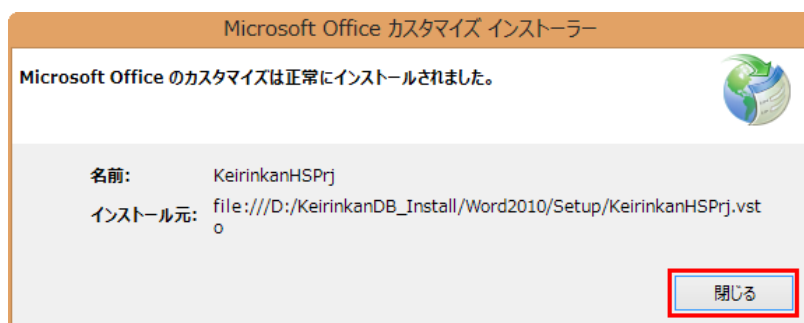 Microsoft Office カスタマイズ インストーラー
Microsoft Office のカスタマイズは正常にインストールされました。
名前: KeirinkanHSPrj
インストール元: file:///D:/KeirinkanDB_Install/Word2010/Setup/KeirinkanHSPrj.vst
o
閉じる